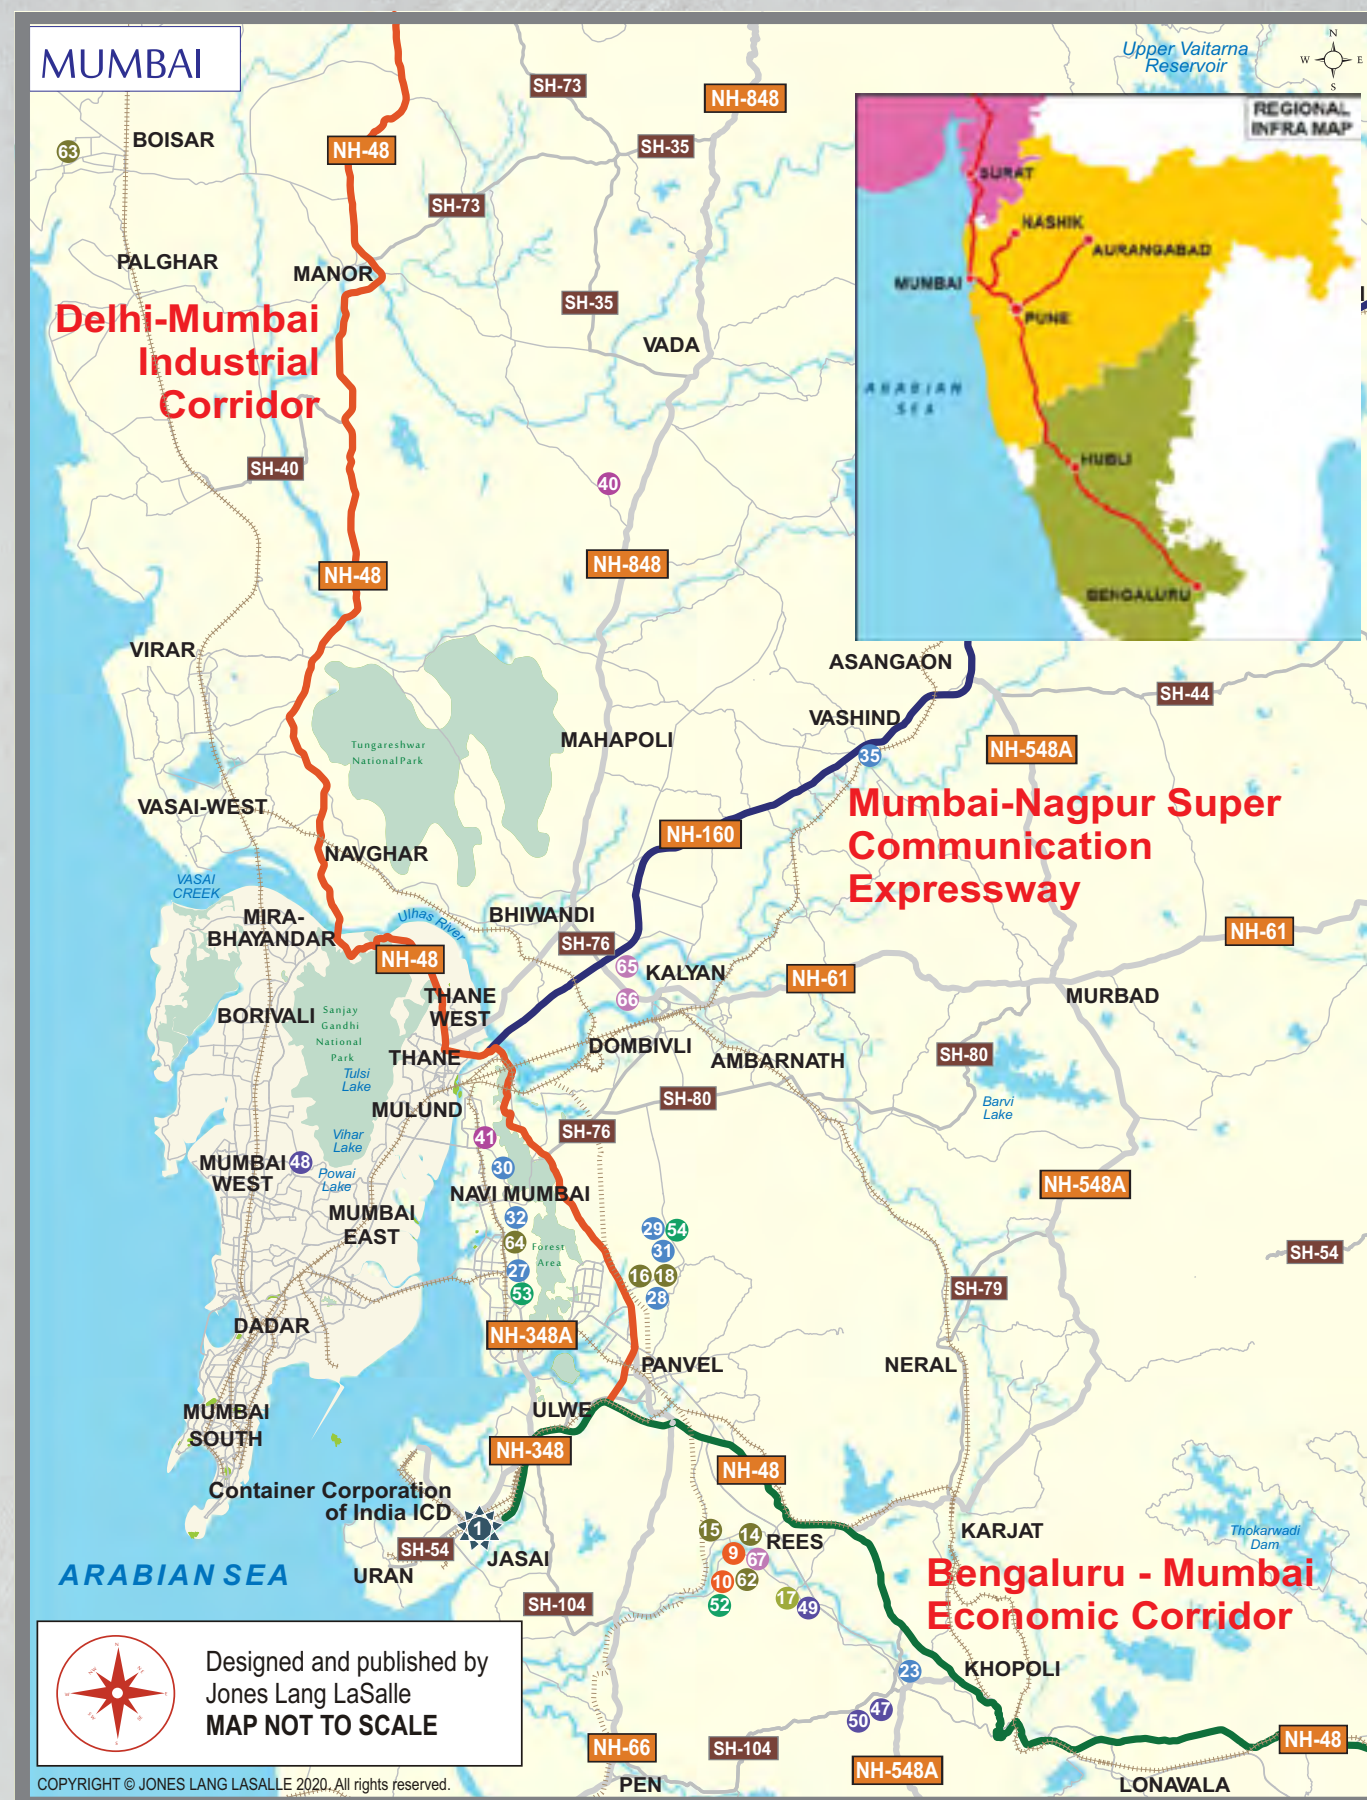 MUMBAI
Upper Vaitarna
Reservoir
N
W
E
S
SH-73
NH-848
REGIONAL
INFRA MAP
BOISAR
63
NH-48
SH-35
SURAT
SH-73
NASHIK
AURANGABAD
PALGHAR
MANOR
MUMBAI
SH-35
PUNE
Delhi-Mumbai
Industrial
Corridor
VADA
ARABIAN
SEA
SH-40
HUBLI
40
NH-48
NH-848
BENGALURU
VIRAR
ASANGAON
SH-44
VASHIND
Tungareshwar
National Park
MAHAPOLI
NH-548A
35
VASAI-WEST
Mumbai-Nagpur Super
Communication
Expressway
NH-160
NAVGHAR
VASAI
CREEK
MIRA-
BHAYANDAR
Ulhas River
BHIWANDI
SH-76
NH-61
NH-48
65
KALYAN
NH-61
THANE
WEST
66
MURBAD
BORIVALI
Sanjay
Gandhi
National
Park
THANE
DOMBIVLI
AMBARNATH
SH-80
Tulsi
Lake
MULUND
SH-80
Barvi
Lake
41
SH-76
Vihar
Lake
MUMBAI
WEST
48
30
Powai
Lake
NAVI MUMBAI
NH-548A
MUMBAI
EAST
32
29
54
64
31
Forest
Area
SH-54
27
16
18
53
28
SH-79
DADAR
NH-348A
PANVEL
NERAL
MUMBAI
SOUTH
ULWE
NH-348
NH-48
Container Corporation
of India ICD
1
15
14
REES
KARJAT
Thokarwadi
Dam
SH-54
JASAI
9
67
URAN
10
62
Bengaluru - Mumbai
Economic Corridor
ARABIAN SEA
52
17
49
SH-104
23
KHOPOLI
Designed and published by
Jones Lang LaSalle
MAP NOT TO SCALE
47
50
NH-66
SH-104
NH-48
NH-548A
COPYRIGHT © JONES LANG LASALLE 2020. All rights reserved.
PEN
LONAVALA